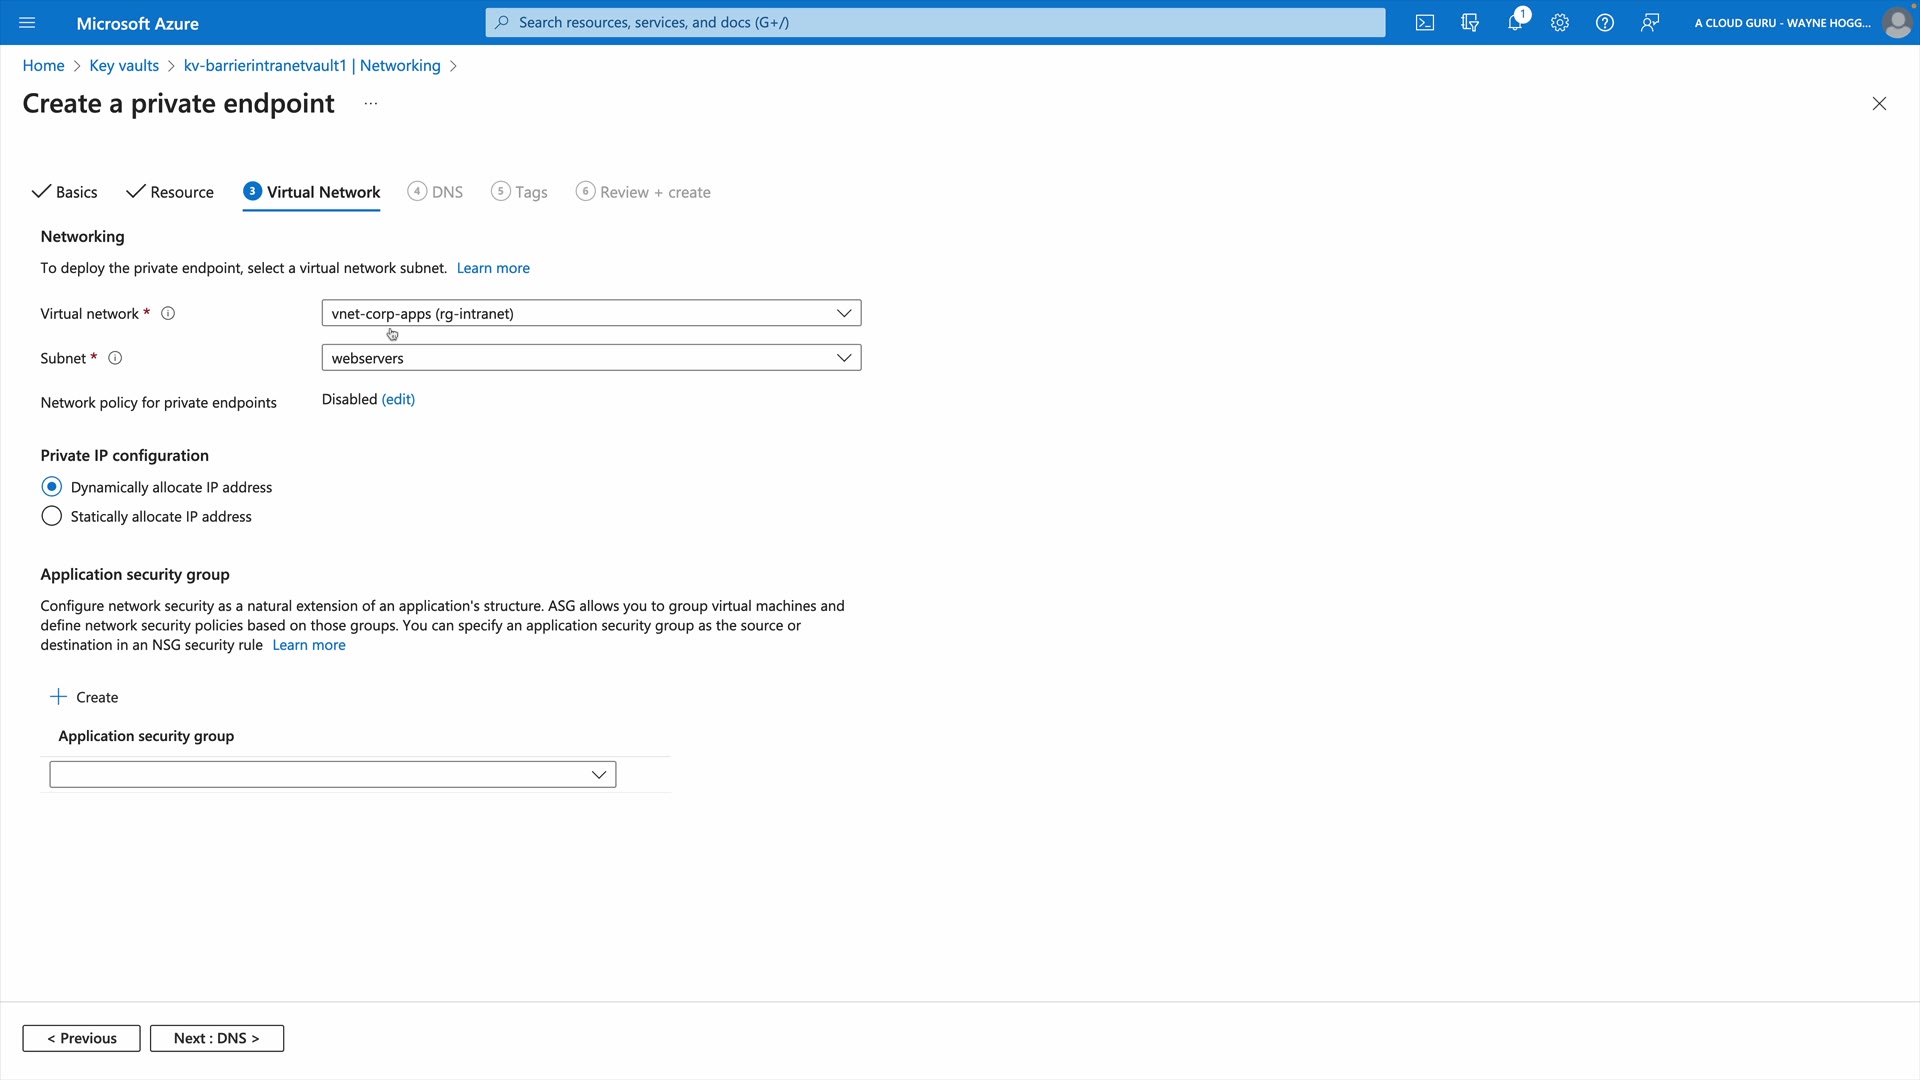 Microsoft Azure
Search resources, services, and docs (G+/)
1
A CLOUD GURU - WAYNE HOGG...
Home > Key vaults > kv-barrierintranetvault1 | Networking >
Create a private endpoint ...
Basics
Resource
3 Virtual Network
4 DNS
5 Tags
6 Review + create
Networking
To deploy the private endpoint, select a virtual network subnet. Learn more
Virtual network *
vnet-corp-apps (rg-intranet)
Subnet *
webservers
Network policy for private endpoints
Disabled (edit)
Private IP configuration
Dynamically allocate IP address
Statically allocate IP address
Application security group
Configure network security as a natural extension of an application's structure. ASG allows you to group virtual machines and
define network security policies based on those groups. You can specify an application security group as the source or
destination in an NSG security rule Learn more
+ Create
Application security group
< Previous
Next : DNS >